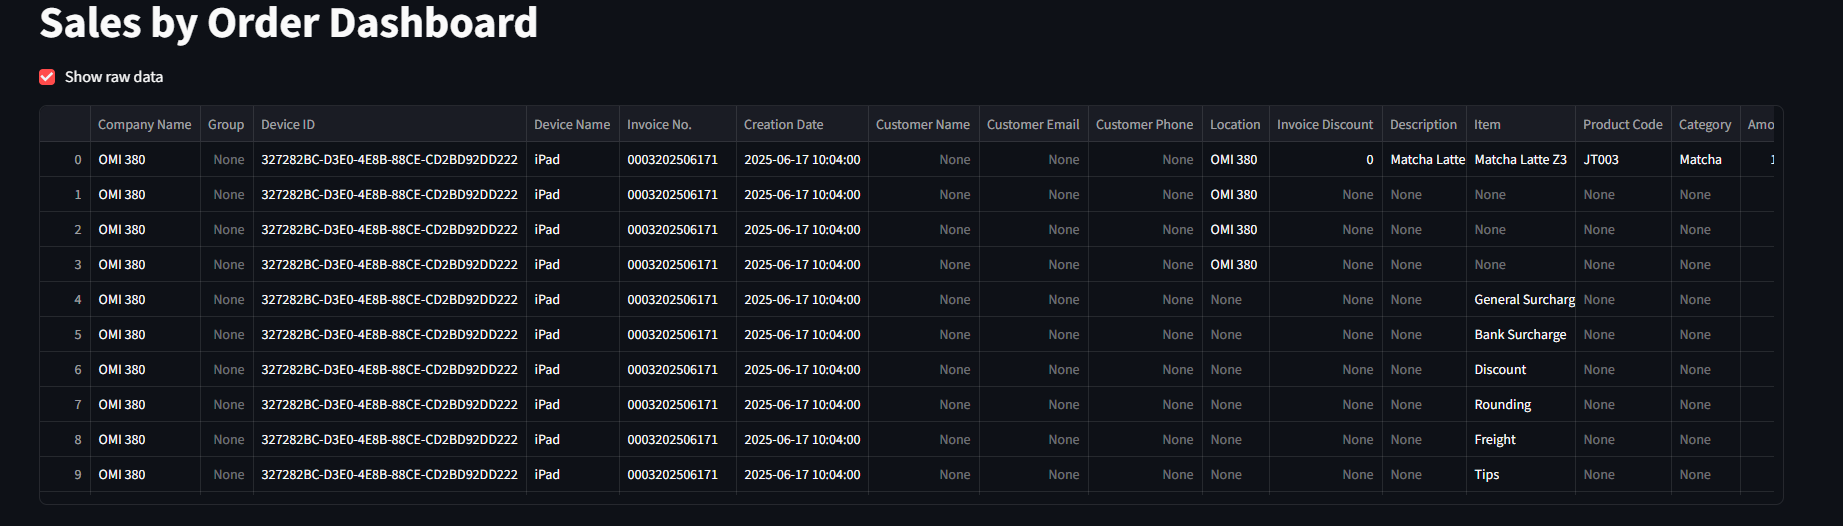 Sales by Order Dashboard
Show raw data
Company Name Group Device ID Device Name Invoice No. Creation Date Customer Name Customer Email Customer Phone Location Invoice Discount Description Item Product Code Category Amo
0 OMI 380 None 327282BC-D3E0-4E8B-88CE-CD2BD92DD222 iPad 0003202506171 2025-06-17 10:04:00 None None None OMI 380 0 Matcha Latte Matcha Latte Z3 JT003 Matcha 1
1 OMI 380 None 327282BC-D3E0-4E8B-88CE-CD2BD92DD222 iPad 0003202506171 2025-06-17 10:04:00 None None None OMI 380 None None None None None
2 OMI 380 None 327282BC-D3E0-4E8B-88CE-CD2BD92DD222 iPad 0003202506171 2025-06-17 10:04:00 None None None OMI 380 None None None None None
3 OMI 380 None 327282BC-D3E0-4E8B-88CE-CD2BD92DD222 iPad 0003202506171 2025-06-17 10:04:00 None None None OMI 380 None None None None None
4 OMI 380 None 327282BC-D3E0-4E8B-88CE-CD2BD92DD222 iPad 0003202506171 2025-06-17 10:04:00 None None None None None None General Surcharg None None
5 OMI 380 None 327282BC-D3E0-4E8B-88CE-CD2BD92DD222 iPad 0003202506171 2025-06-17 10:04:00 None None None None None None Bank Surcharge None None
6 OMI 380 None 327282BC-D3E0-4E8B-88CE-CD2BD92DD222 iPad 0003202506171 2025-06-17 10:04:00 None None None None None None Discount None None
7 OMI 380 None 327282BC-D3E0-4E8B-88CE-CD2BD92DD222 iPad 0003202506171 2025-06-17 10:04:00 None None None None None None Rounding None None
8 OMI 380 None 327282BC-D3E0-4E8B-88CE-CD2BD92DD222 iPad 0003202506171 2025-06-17 10:04:00 None None None None None None Freight None None
9 OMI 380 None 327282BC-D3E0-4E8B-88CE-CD2BD92DD222 iPad 0003202506171 2025-06-17 10:04:00 None None None None None None Tips None None